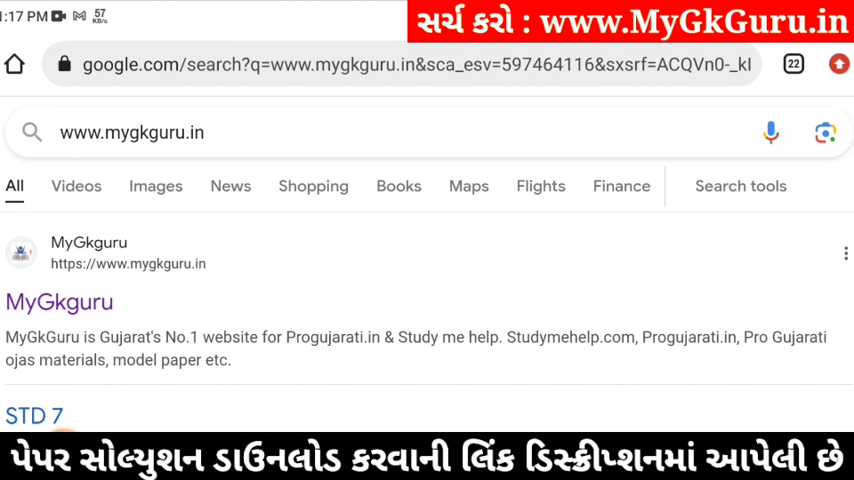 1:17 PM 57 KB/s
સર્ચ કરો : www.MyGkGuru.in
google.com/search?q=www.mygkguru.in&sca_esv=597464116&sxsrf=ACQVn0-_kl 22
www.mygkguru.in
All Videos Images News Shopping Books Maps Flights Finance Search tools
MyGkguru
https://www.mygkguru.in
MyGkguru
MyGkGuru is Gujarat's No.1 website for Progujarati.in & Study me help. Studymehelp.com, Progujarati.in, Pro Gujarati
ojas materials, model paper etc.
STD 7
પેપર સોલ્યુશન ડાઉનલોડ કરવાની લિંક ડિસ્ક્રીપ્શનમાં આપેલી છે